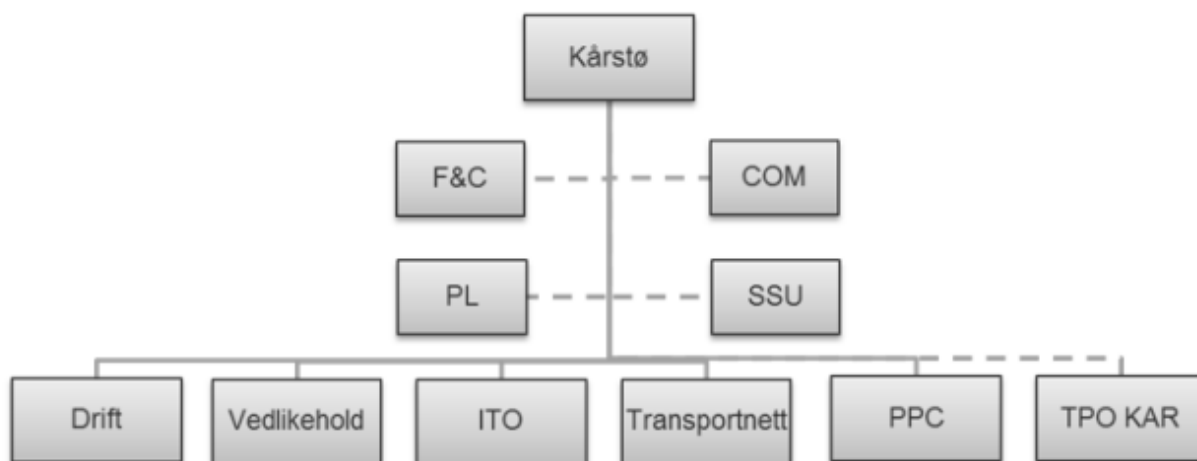 Kårstø
F&C
COM
PL
SSU
Drift
Vedlikehold
ITO
Transportnett
PPC
TPO KAR